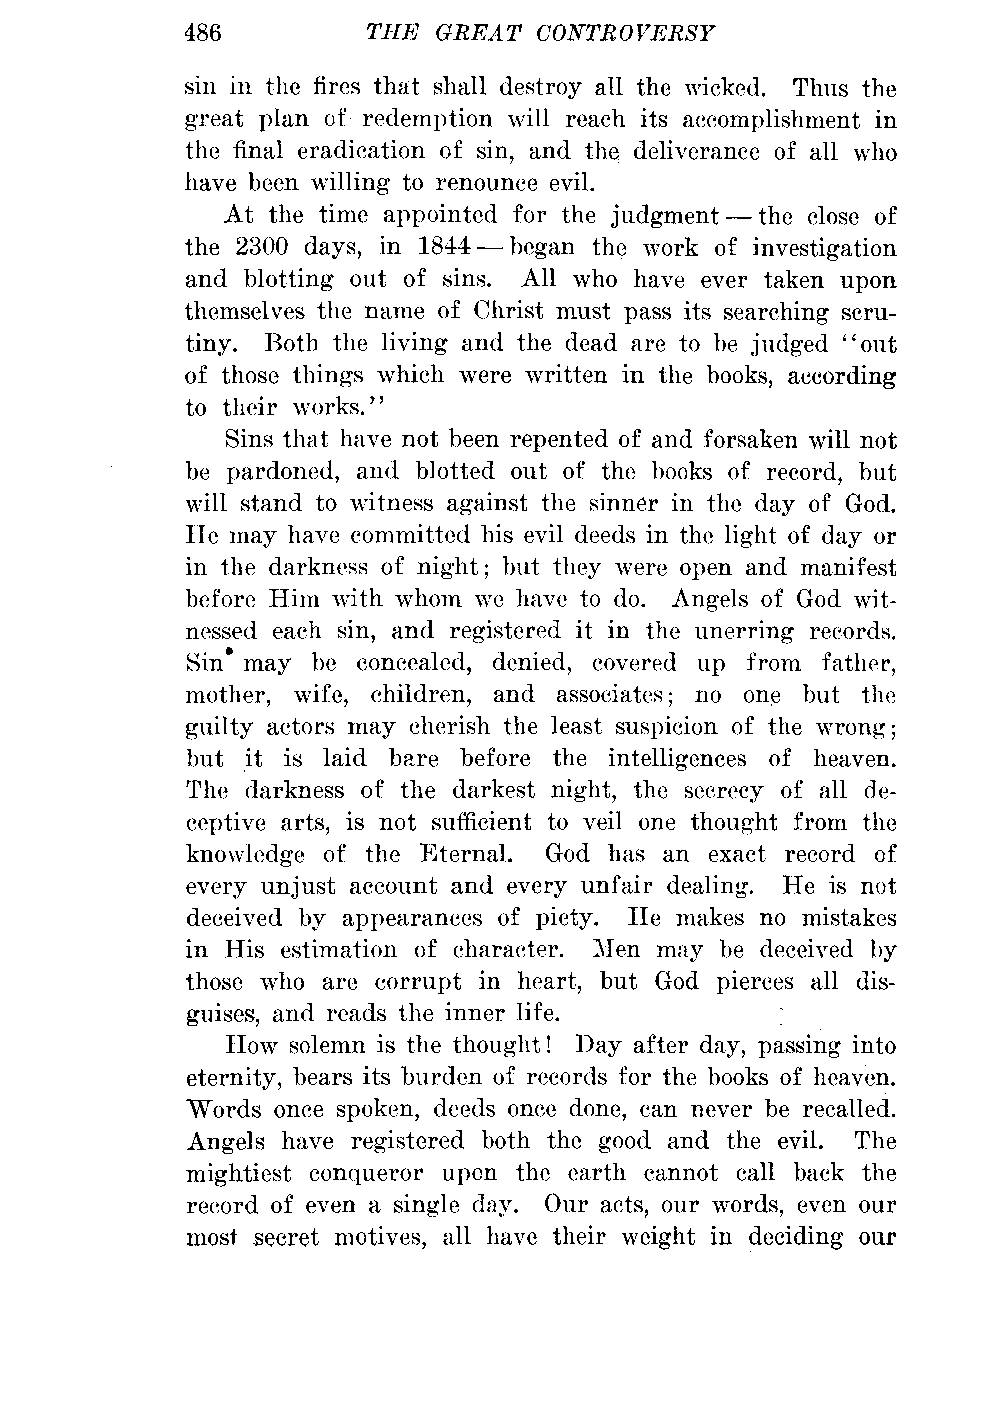 486 THE GREAT CONTROVERSY
sin in the fires that shall destroy all the wicked. Thus the
great plan of redemption will reach its accomplishment in
the final eradication of sin, and the deliverance of all who
have been willing to renounce evil.
At the time appointed for the judgment — the close of
the 2300 days, in 1844 — began the work of investigation
and blotting out of sins. All who have ever taken upon
themselves the name of Christ must pass its searching scru-
tiny. Both the living and the dead are to be judged "out
of those things which were written in the books, according
to their works."
Sins that have not been repented of and forsaken will not
be pardoned, and blotted out of the books of record, but
will stand to witness against the sinner in the day of God.
He may have committed his evil deeds in the light of day or
in the darkness of night; but they were open and manifest
before Him with whom we have to do. Angels of God wit-
nessed each sin, and registered it in the unerring records.
Sin may be concealed, denied, covered up from father,
mother, wife, children, and associates; no one but the
guilty actors may cherish the least suspicion of the wrong;
but it is laid bare before the intelligences of heaven.
The darkness of the darkest night, the secrecy of all de-
ceptive arts, is not sufficient to veil one thought from the
knowledge of the Eternal. God has an exact record of
every unjust account and every unfair dealing. He is not
deceived by appearances of piety. He makes no mistakes
in His estimation of character. Men may be deceived by
those who are corrupt in heart, but God pierces all dis-
guises, and reads the inner life.
How solemn is the thought! Day after day, passing into
eternity, bears its burden of records for the books of heaven.
Words once spoken, deeds once done, can never be recalled.
Angels have registered both the good and the evil. The
mightiest conqueror upon the earth cannot call back the
record of even a single day. Our acts, our words, even our
most secret motives, all have their weight in deciding our